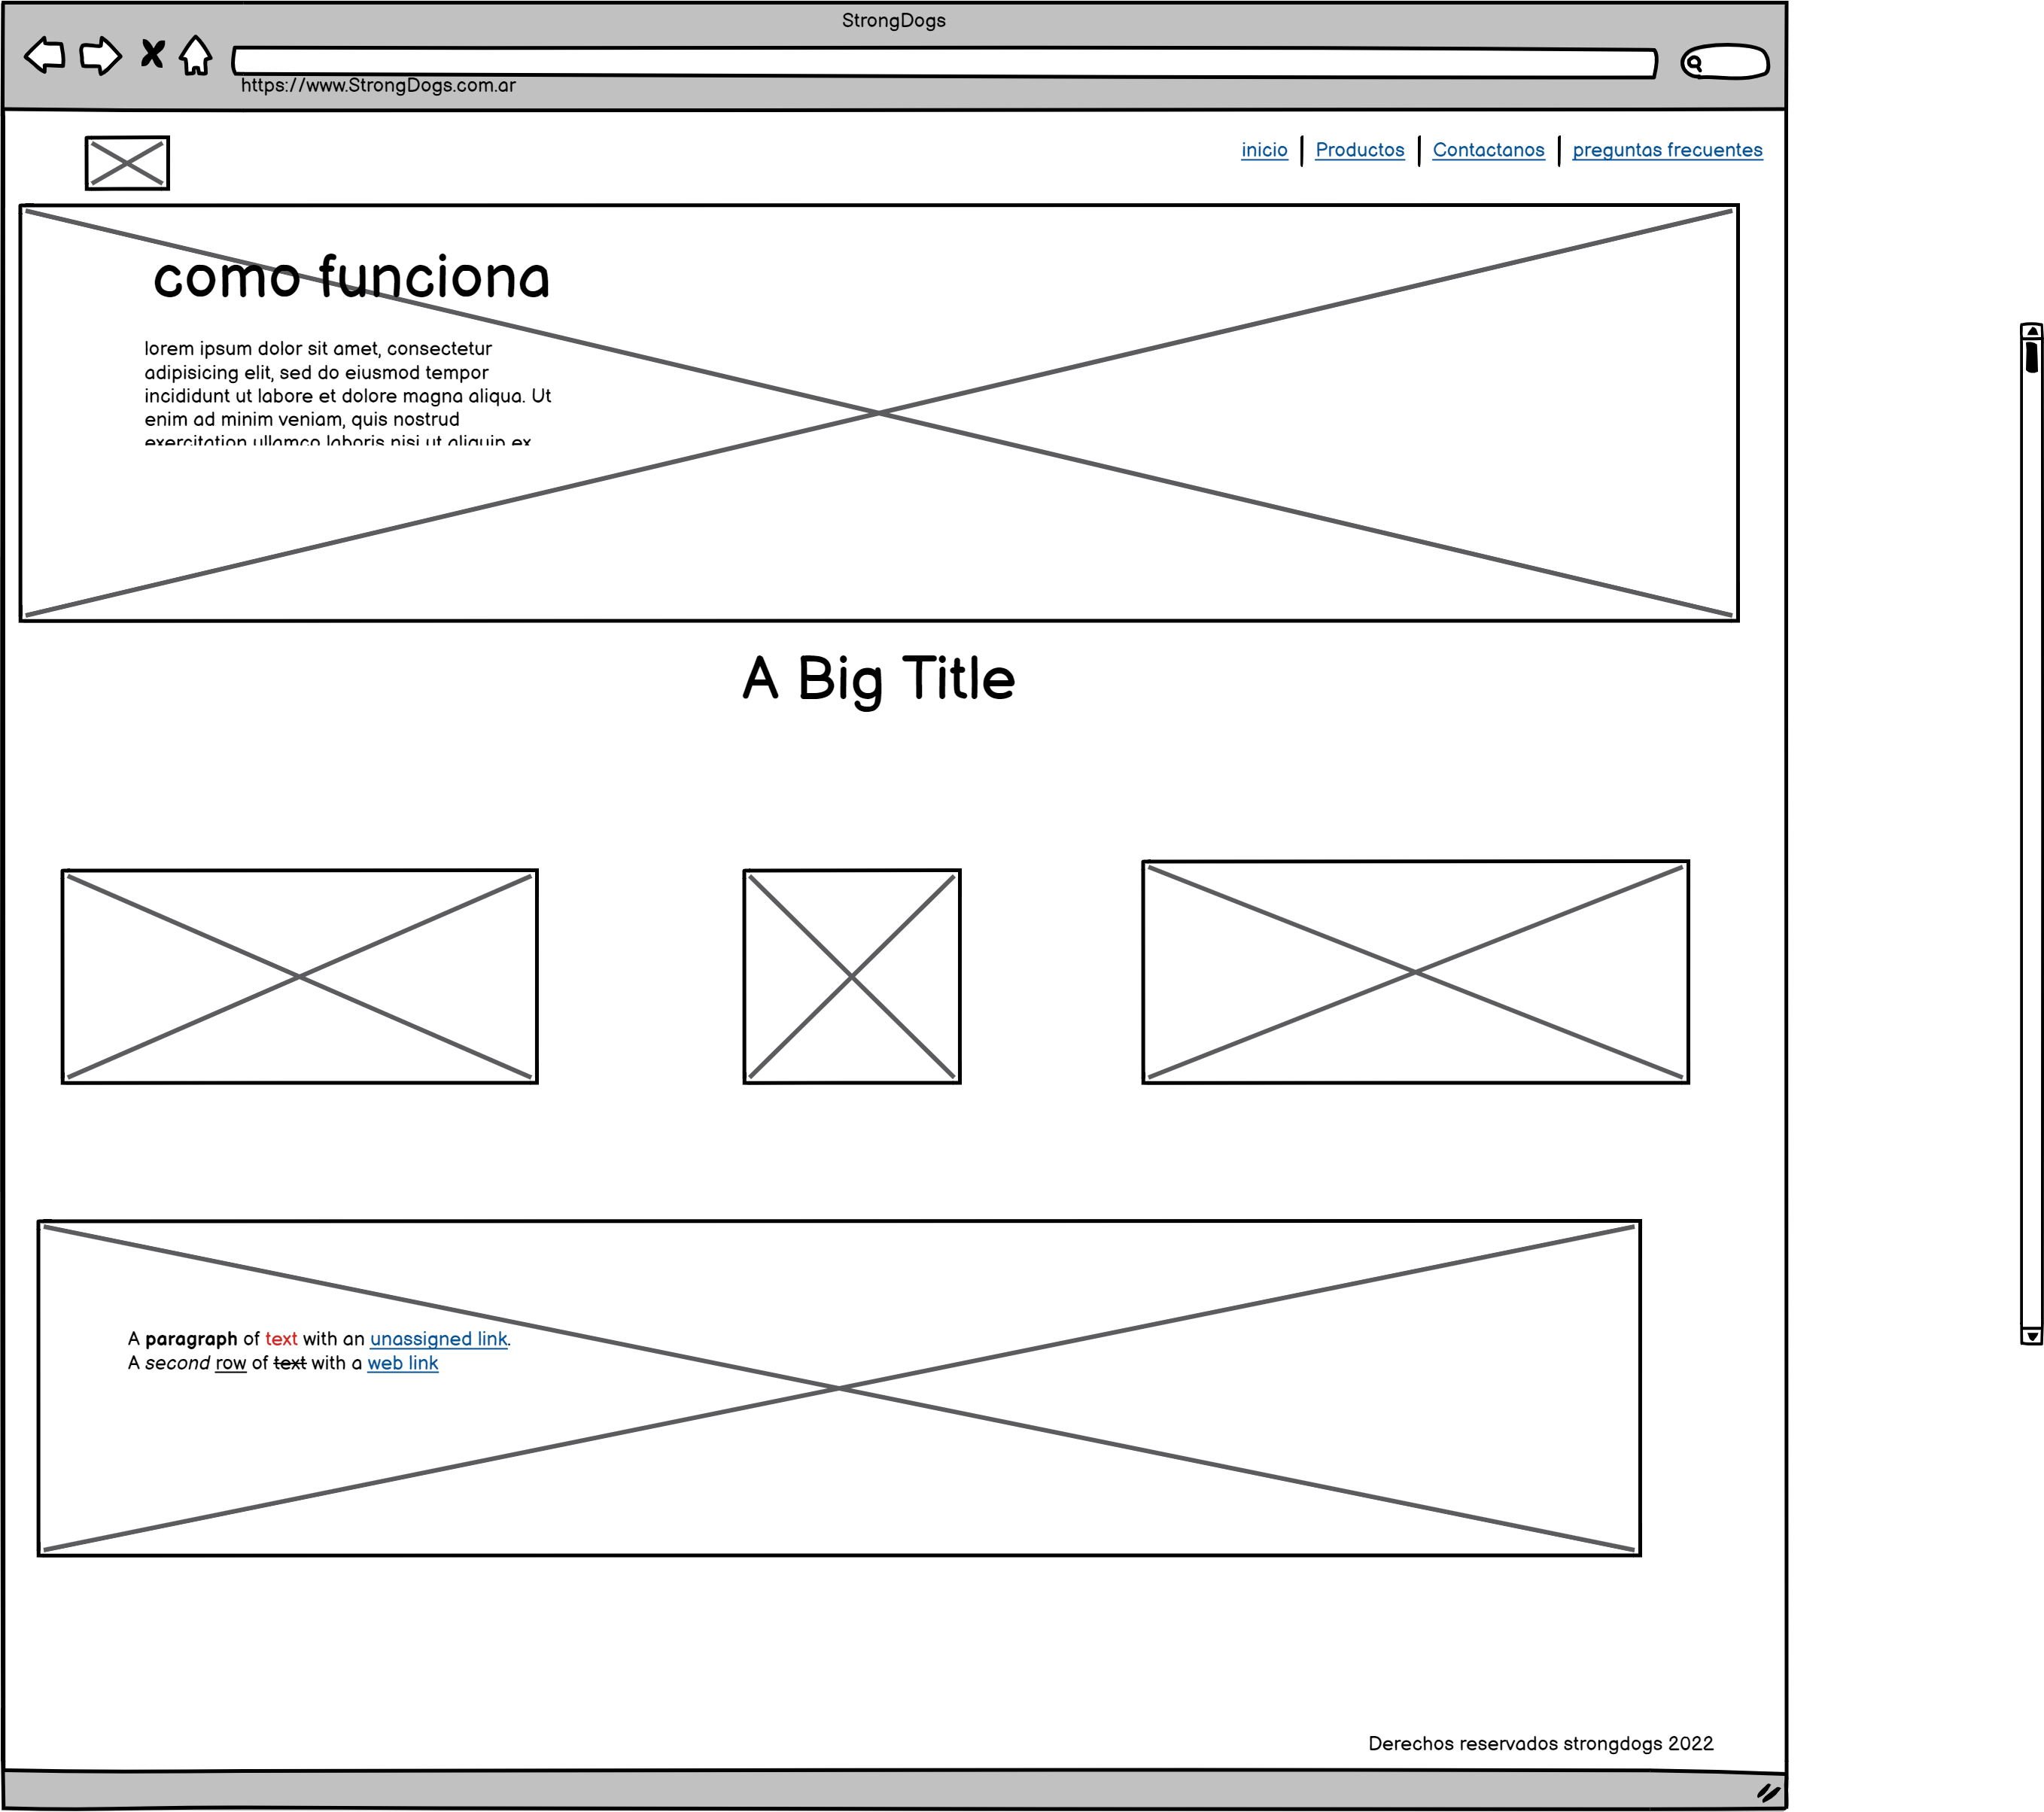 StrongDogs
https://www.StrongDogs.com.ar
inicio Productos Contactanos preguntas frecuentes
como funciona
lorem ipsum dolor sit amet, consectetur
adipisicing elit, sed do eiusmod tempor
incididunt ut labore et dolore magna aliqua. Ut
enim ad minim veniam, quis nostrud
exercitation ullamco laboris nisi ut aliquip ex
A Big Title
A paragraph of text with an unassigned link.
A second row of text with a web link
Derechos reservados strongdogs 2022